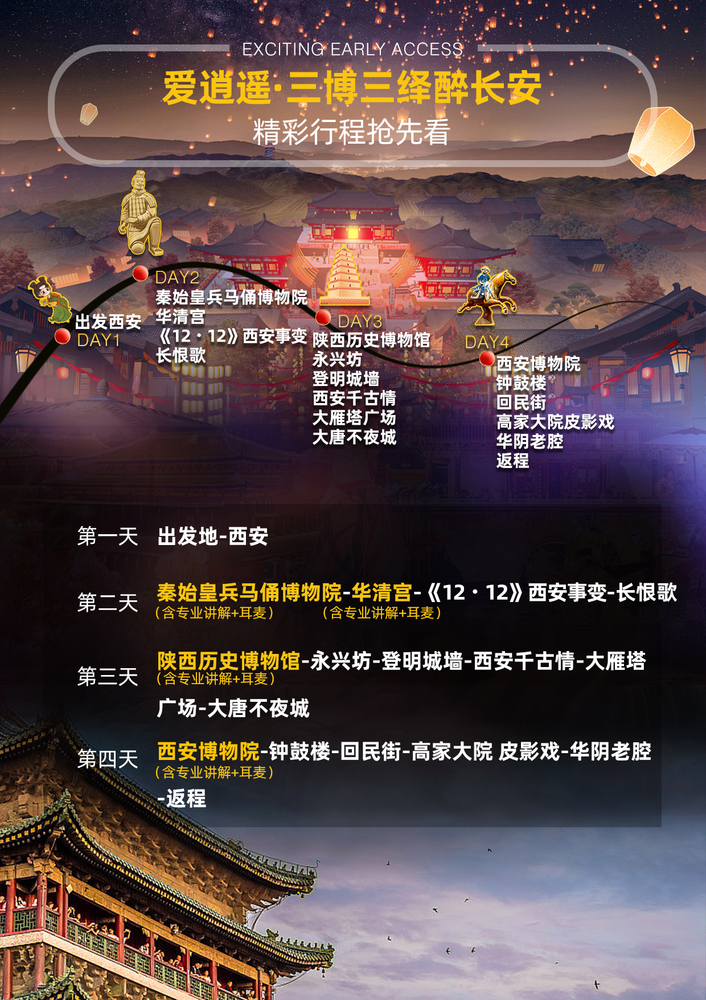 EXCITING EARLY ACCESS
爱逍遥·三博三绎醉长安
精彩行程抢先看
出发西安
DAY1
DAY2
秦始皇兵马俑博物院
华清宫
《12·12》西安事变
长恨歌
DAY3
陕西历史博物馆
永兴坊
登明城墙
西安千古情
大雁塔广场
大唐不夜城
DAY4
西安博物院
钟鼓楼
回民街
高家大院皮影戏
华阴老腔
返程
第一天 出发地-西安
第二天 秦始皇兵马俑博物院-华清宫-《12·12》西安事变-长恨歌
(含专业讲解+耳麦) (含专业讲解+耳麦)
第三天 陕西历史博物馆-永兴坊-登明城墙-西安千古情-大雁塔
(含专业讲解+耳麦)
广场-大唐不夜城
第四天 西安博物院-钟鼓楼-回民街-高家大院 皮影戏-华阴老腔
(含专业讲解+耳麦)
-返程